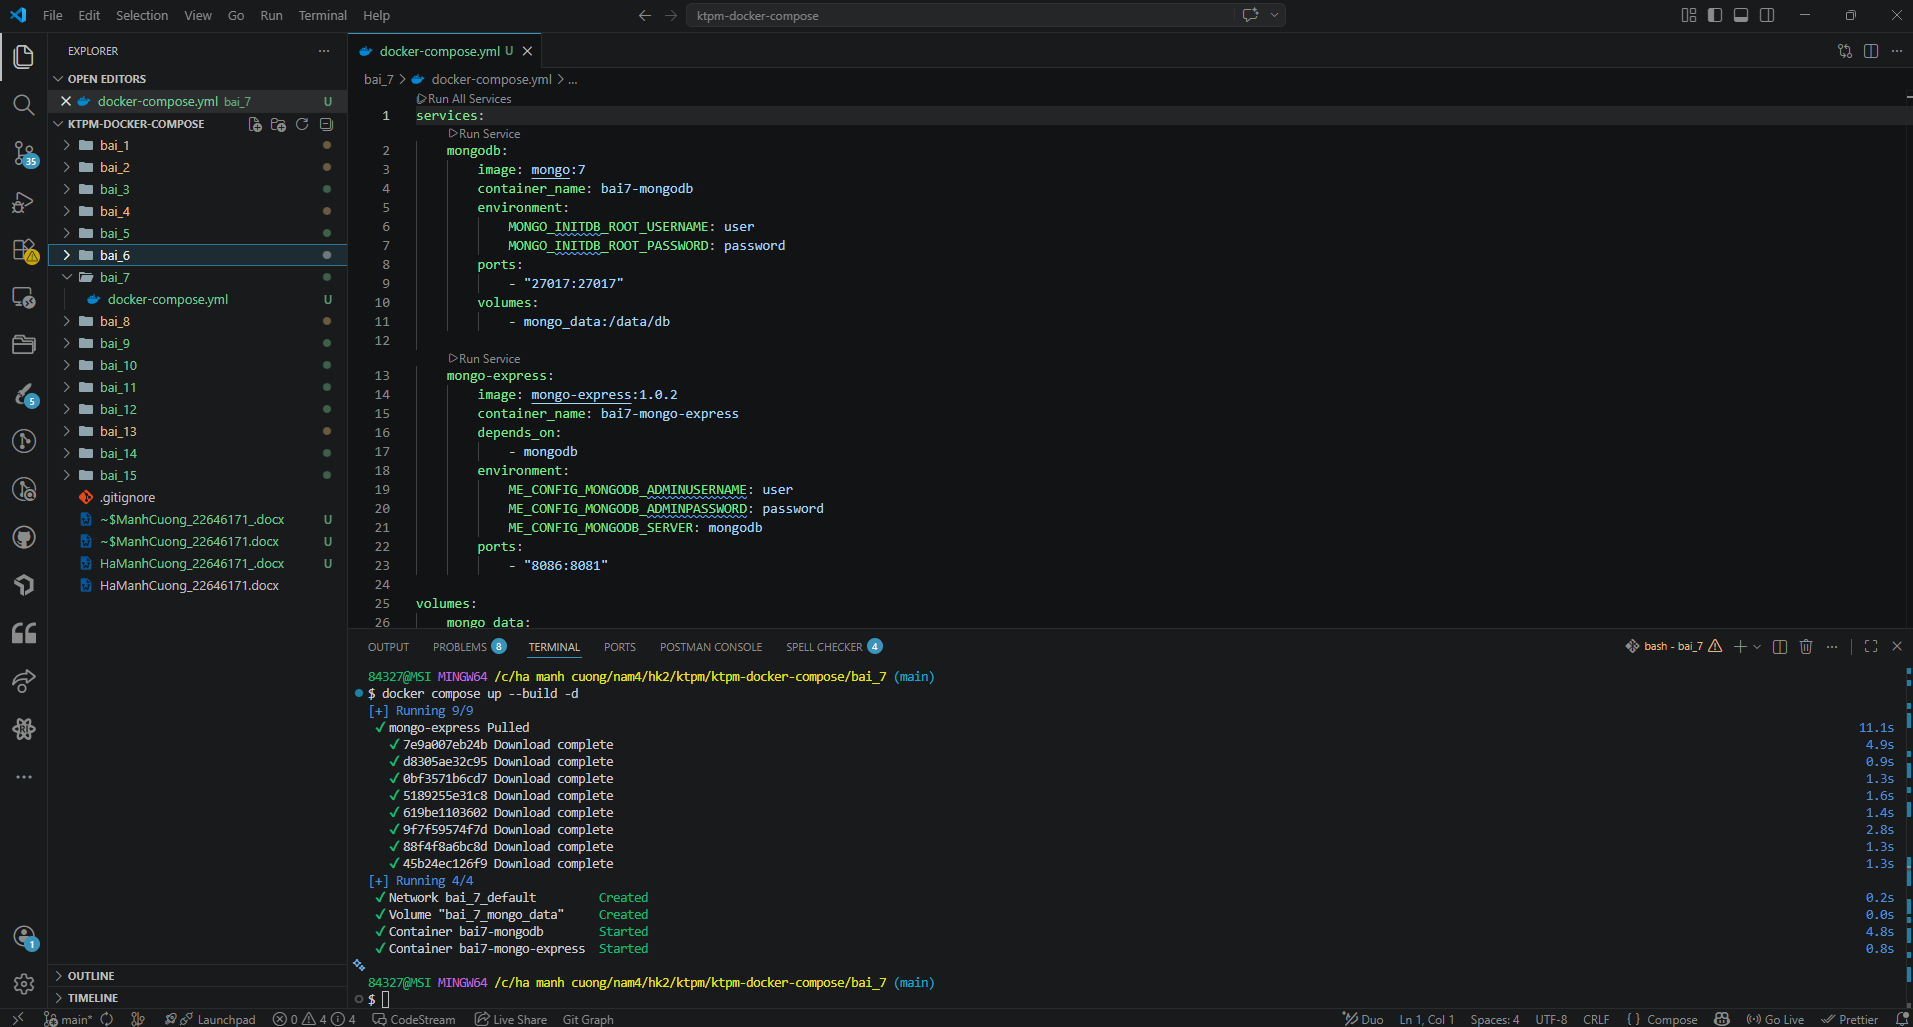 File Edit Selection View Go Run Terminal Help
ktpm-docker-compose
EXPLORER
OPEN EDITORS
docker-compose.yml bai_7 U
KTPM-DOCKER-COMPOSE
bai_1
bai_2
bai_3
bai_4
bai_5
bai_6
bai_7
docker-compose.yml U
bai_8
bai_9
bai_10
bai_11
bai_12
bai_13
bai_14
bai_15
.gitignore
~$ManhCuong_22646171_.docx U
~$ManhCuong_22646171.docx U
HaManhCuong_22646171_.docx U
HaManhCuong_22646171.docx
OUTLINE
TIMELINE
35
5
1
docker-compose.yml U
bai_7 > docker-compose.yml > ...
Run All Services
1 services:
Run Service
2 mongodb:
3 image: mongo:7
4 container_name: bai7-mongodb
5 environment:
6 MONGO_INITDB_ROOT_USERNAME: user
7 MONGO_INITDB_ROOT_PASSWORD: password
8 ports:
9 - "27017:27017"
10 volumes:
11 - mongo_data:/data/db
12
Run Service
13 mongo-express:
14 image: mongo-express:1.0.2
15 container_name: bai7-mongo-express
16 depends_on:
17 - mongodb
18 environment:
19 ME_CONFIG_MONGODB_ADMINUSERNAME: user
20 ME_CONFIG_MONGODB_ADMINPASSWORD: password
21 ME_CONFIG_MONGODB_SERVER: mongodb
22 ports:
23 - "8086:8081"
24
25 volumes:
26 mongo_data:
OUTPUT PROBLEMS 8 TERMINAL PORTS POSTMAN CONSOLE SPELL CHECKER 4
bash - bai_7
84327@MSI MINGW64 /c/ha manh cuong/nam4/hk2/ktpm/ktpm-docker-compose/bai_7 (main)
$ docker compose up --build -d
[+] Running 9/9
✓ mongo-express Pulled 11.1s
✓ 7e9a007eb24b Download complete 4.9s
✓ d8305ae32c95 Download complete 0.9s
✓ 0bf3571b6cd7 Download complete 1.3s
✓ 5189255e31c8 Download complete 1.6s
✓ 619be1103602 Download complete 1.4s
✓ 9f7f59574f7d Download complete 2.8s
✓ 88f4f8a6bc8d Download complete 1.3s
✓ 45b24ec126f9 Download complete 1.3s
[+] Running 4/4
✓ Network bai_7_default Created 0.2s
✓ Volume "bai_7_mongo_data" Created 0.0s
✓ Container bai7-mongodb Started 4.8s
✓ Container bai7-mongo-express Started 0.8s
84327@MSI MINGW64 /c/ha manh cuong/nam4/hk2/ktpm/ktpm-docker-compose/bai_7 (main)
$
main* Launchpad 0 4 4 CodeStream Live Share Git Graph
Duo Ln 1, Col 1 Spaces: 4 UTF-8 CRLF { } Compose Go Live Prettier